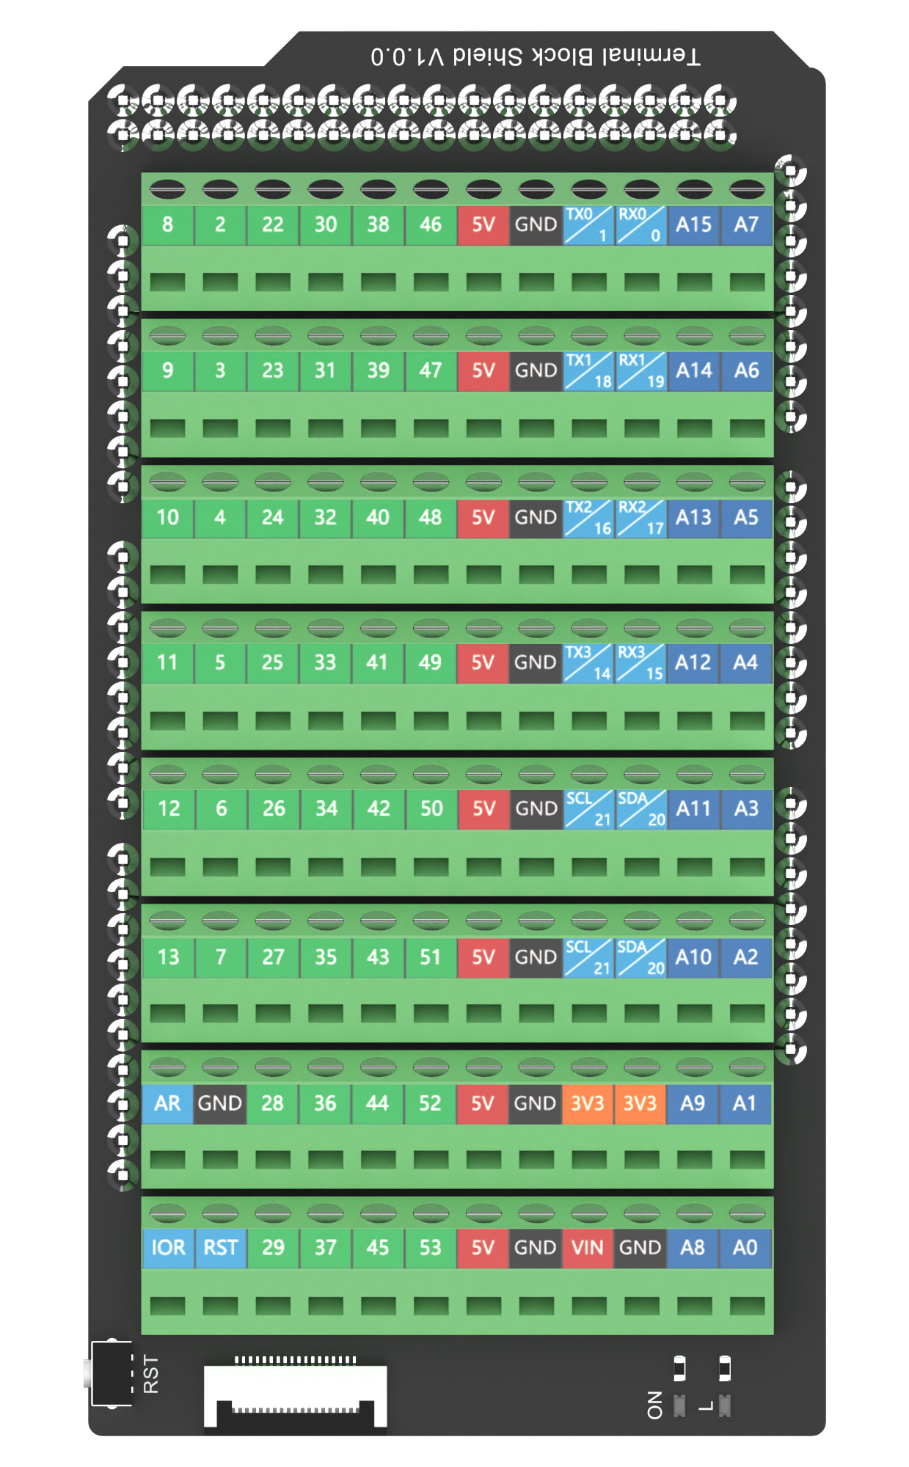 Terminal Block Shield V1.0.0
8 2 22 30 38 46 5V GND TX0/1 RX0/0 A15 A7
9 3 23 31 39 47 5V GND TX1/18 RX1/19 A14 A6
10 4 24 32 40 48 5V GND TX2/16 RX2/17 A13 A5
11 5 25 33 41 49 5V GND TX3/14 RX3/15 A12 A4
12 6 26 34 42 50 5V GND SCL/21 SDA/20 A11 A3
13 7 27 35 43 51 5V GND SCL/21 SDA/20 A10 A2
AR GND 28 36 44 52 5V GND 3V3 3V3 A9 A1
IOR RST 29 37 45 53 5V GND VIN GND A8 A0
RST
ON
L